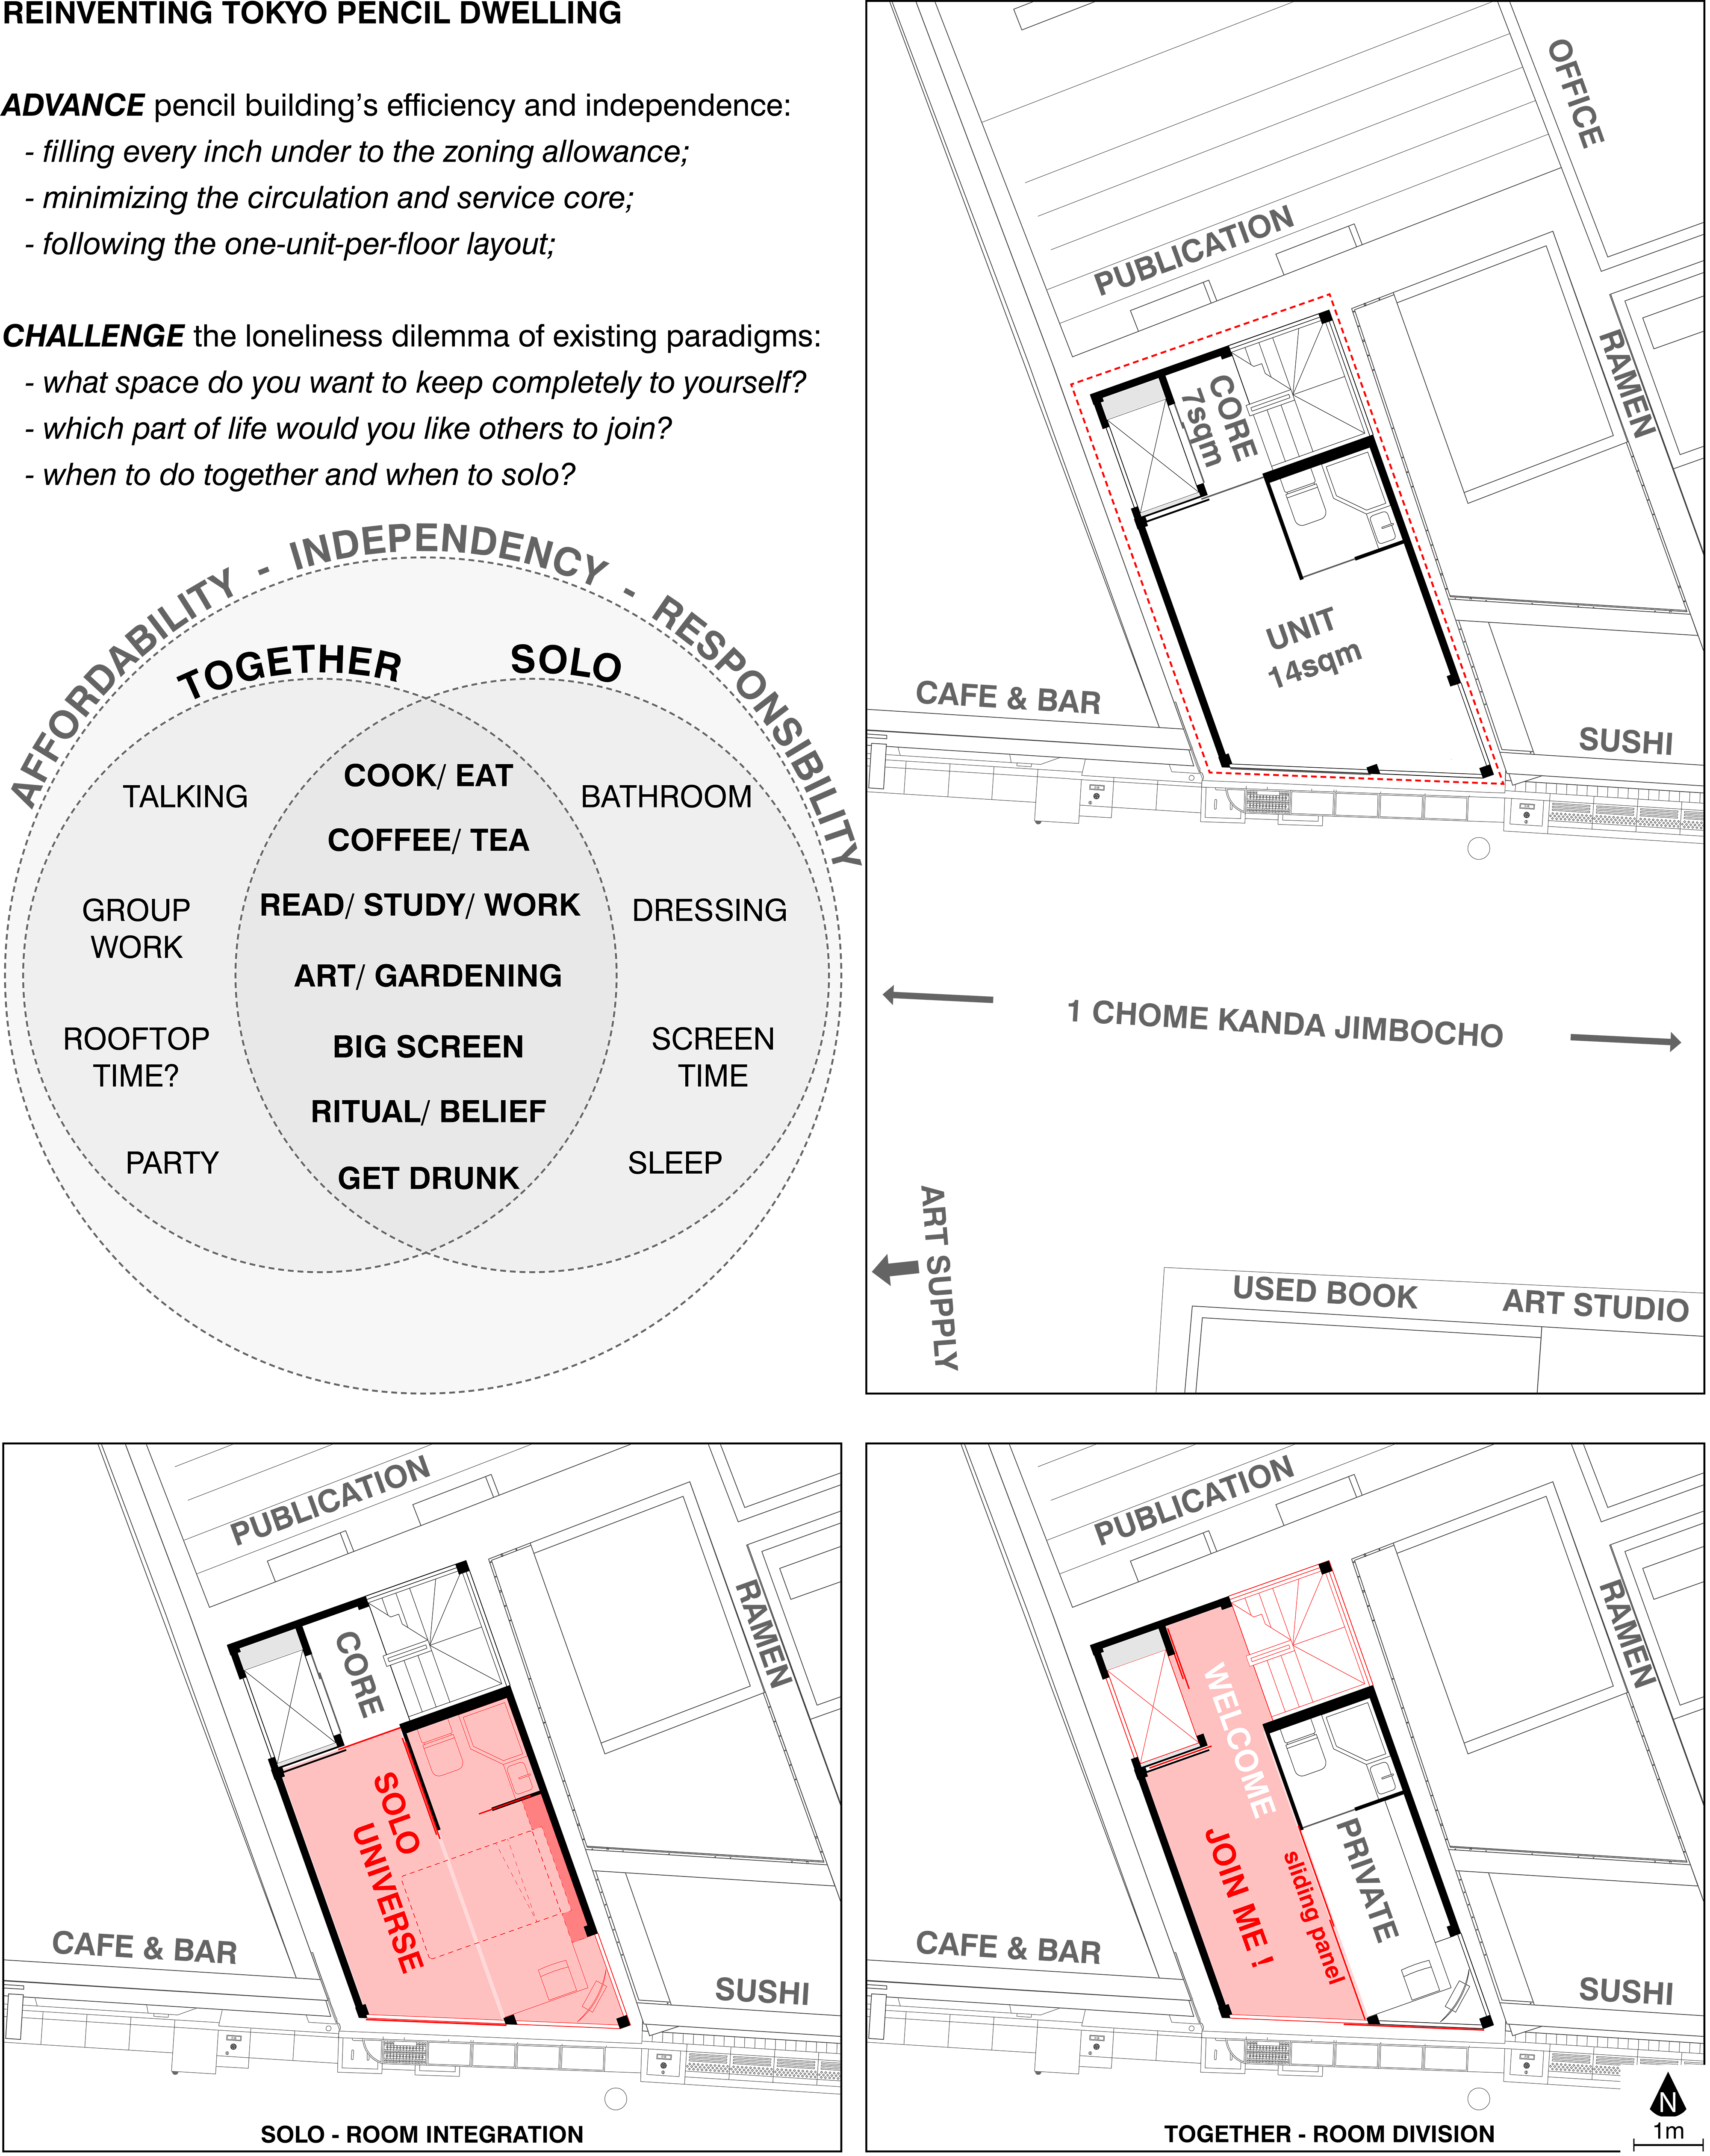 REINVENTING TOKYO PENCIL DWELLING
ADVANCE pencil building’s efficiency and independence:
- filling every inch under to the zoning allowance;
- minimizing the circulation and service core;
- following the one-unit-per-floor layout;
CHALLENGE the loneliness dilemma of existing paradigms:
- what space do you want to keep completely to yourself?
- which part of life would you like others to join?
- when to do together and when to solo?
AFFORDABILITY - INDEPENDENCY - RESPONSIBILITY
TOGETHER
SOLO
TALKING
GROUP
WORK
ROOFTOP
TIME?
PARTY
COOK/ EAT
COFFEE/ TEA
READ/ STUDY/ WORK
ART/ GARDENING
BIG SCREEN
RITUAL/ BELIEF
GET DRUNK
BATHROOM
DRESSING
SCREEN
TIME
SLEEP
OFFICE
PUBLICATION
RAMEN
CORE
7sqm
UNIT
14sqm
CAFE & BAR
SUSHI
1 CHOME KANDA JIMBOCHO
ART SUPPLY
USED BOOK
ART STUDIO
PUBLICATION
RAMEN
CORE
SOLO
UNIVERSE
CAFE & BAR
SUSHI
SOLO - ROOM INTEGRATION
PUBLICATION
RAMEN
WELCOME
JOIN ME !
sliding panel
PRIVATE
CAFE & BAR
SUSHI
TOGETHER - ROOM DIVISION
N
1m